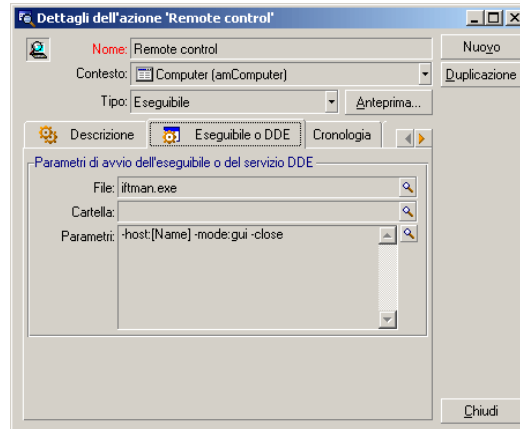 Dettagli dell'azione 'Remote control'
Nome: Remote control
Nuovo
Contesto: Computer (amComputer)
Duplicazione
Tipo: Eseguibile
Anteprima...
Descrizione
Eseguibile o DDE
Cronologia
Parametri di avvio dell'eseguibile o del servizio DDE
File: iftman.exe
Cartella:
Parametri: -host:[Name] -mode:gui -close
Chiudi